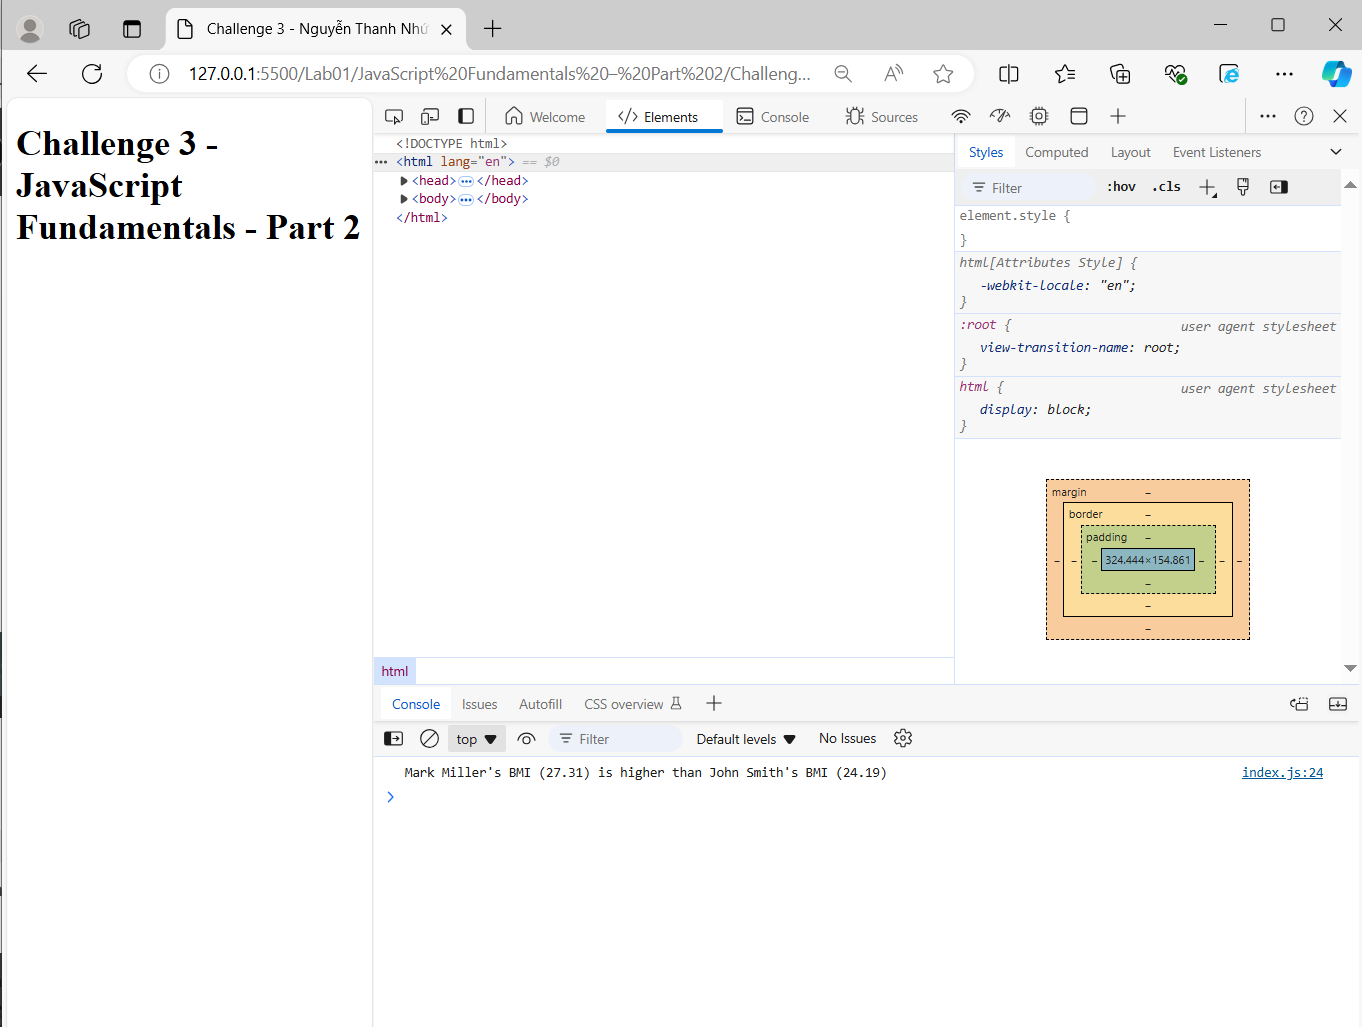 Challenge 3 - Nguyễn Thanh Nhứ
127.0.0.1:5500/Lab01/JavaScript%20Fundamentals%20–%20Part%202/Challeng...
Challenge 3 -
JavaScript
Fundamentals - Part 2
Welcome
</> Elements
Console
Sources
<!DOCTYPE html>
<html lang="en"> == $0
<head>…</head>
<body>…</body>
</html>
html
Styles
Computed
Layout
Event Listeners
Filter
:hov
.cls
element.style {
}
html[Attributes Style] {
-webkit-locale: "en";
}
:root {
user agent stylesheet
view-transition-name: root;
}
html {
user agent stylesheet
display: block;
}
margin
–
border
–
padding
–
– – – 324.444×154.861 – – –
–
–
–
Console
Issues
Autofill
CSS overview
top
Filter
Default levels
No Issues
Mark Miller's BMI (27.31) is higher than John Smith's BMI (24.19)
index.js:24